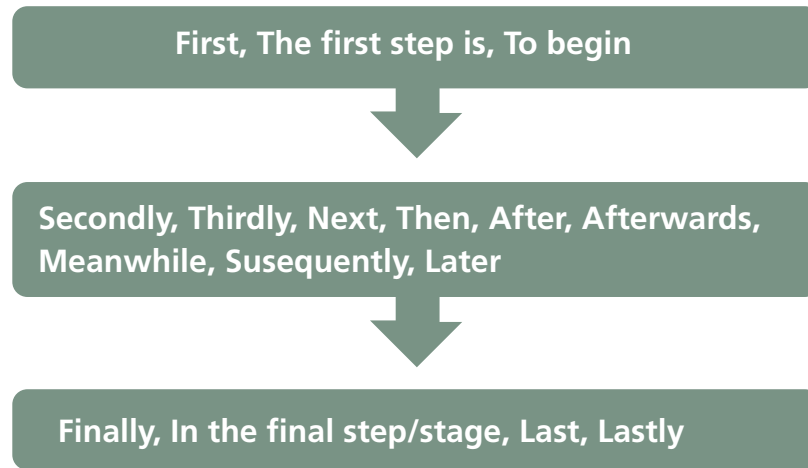 First, The first step is, To begin
Secondly, Thirdly, Next, Then, After, Afterwards,
Meanwhile, Susequently, Later
Finally, In the final step/stage, Last, Lastly